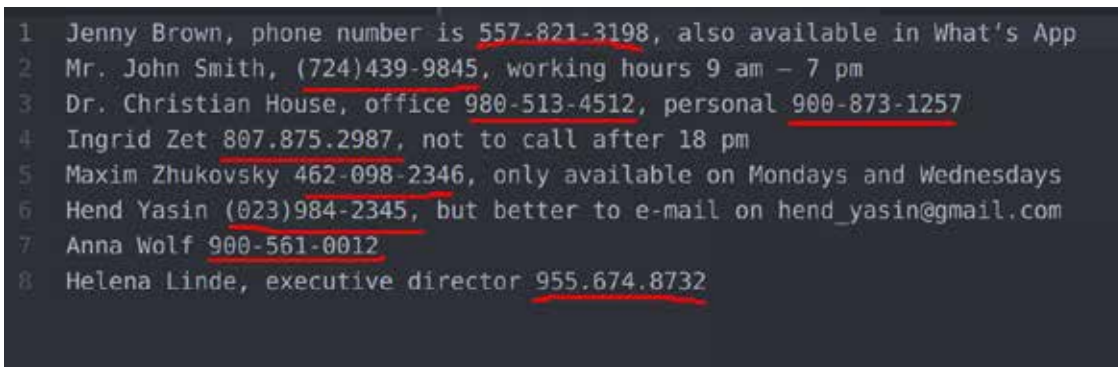 1 Jenny Brown, phone number is 557-821-3198, also available in What's App
2 Mr. John Smith, (724)439-9845, working hours 9 am – 7 pm
3 Dr. Christian House, office 980-513-4512, personal 900-873-1257
4 Ingrid Zet 807.875.2987, not to call after 18 pm
5 Maxim Zhukovsky 462-098-2346, only available on Mondays and Wednesdays
6 Hend Yasin (023)984-2345, but better to e-mail on hend_yasin@gmail.com
7 Anna Wolf 900-561-0012
8 Helena Linde, executive director 955.674.8732